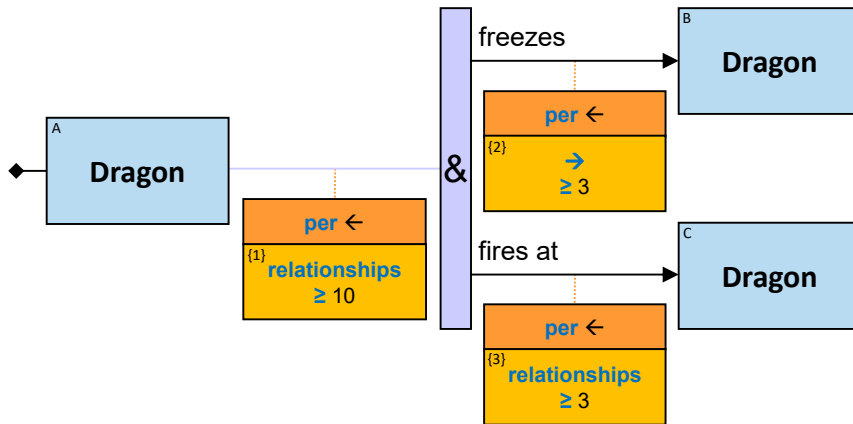 freezes
B
Dragon
A
Dragon
per ←
{2}
→
≥ 3
&
per ←
{1}
relationships
≥ 10
fires at
C
Dragon
per ←
{3}
relationships
≥ 3